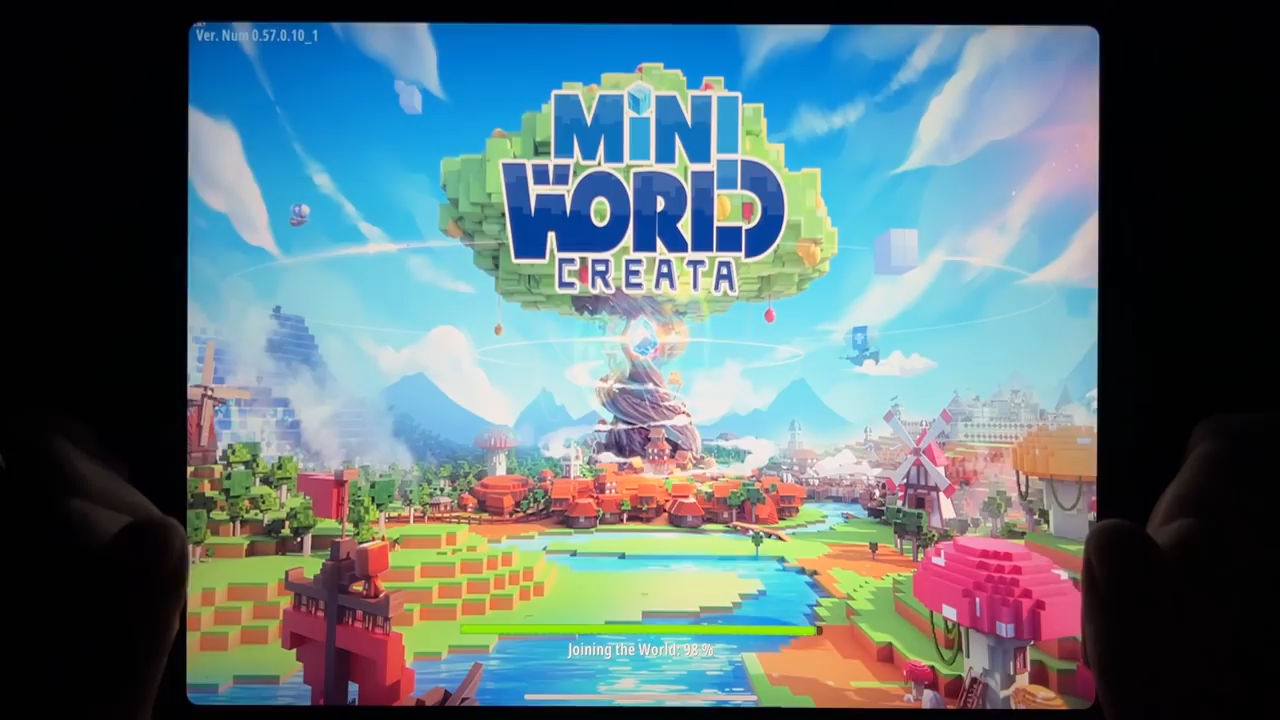 Ver. Num 0.57.0.10_1
MINI
WORLD
CREATA
Joining the World: 98 %